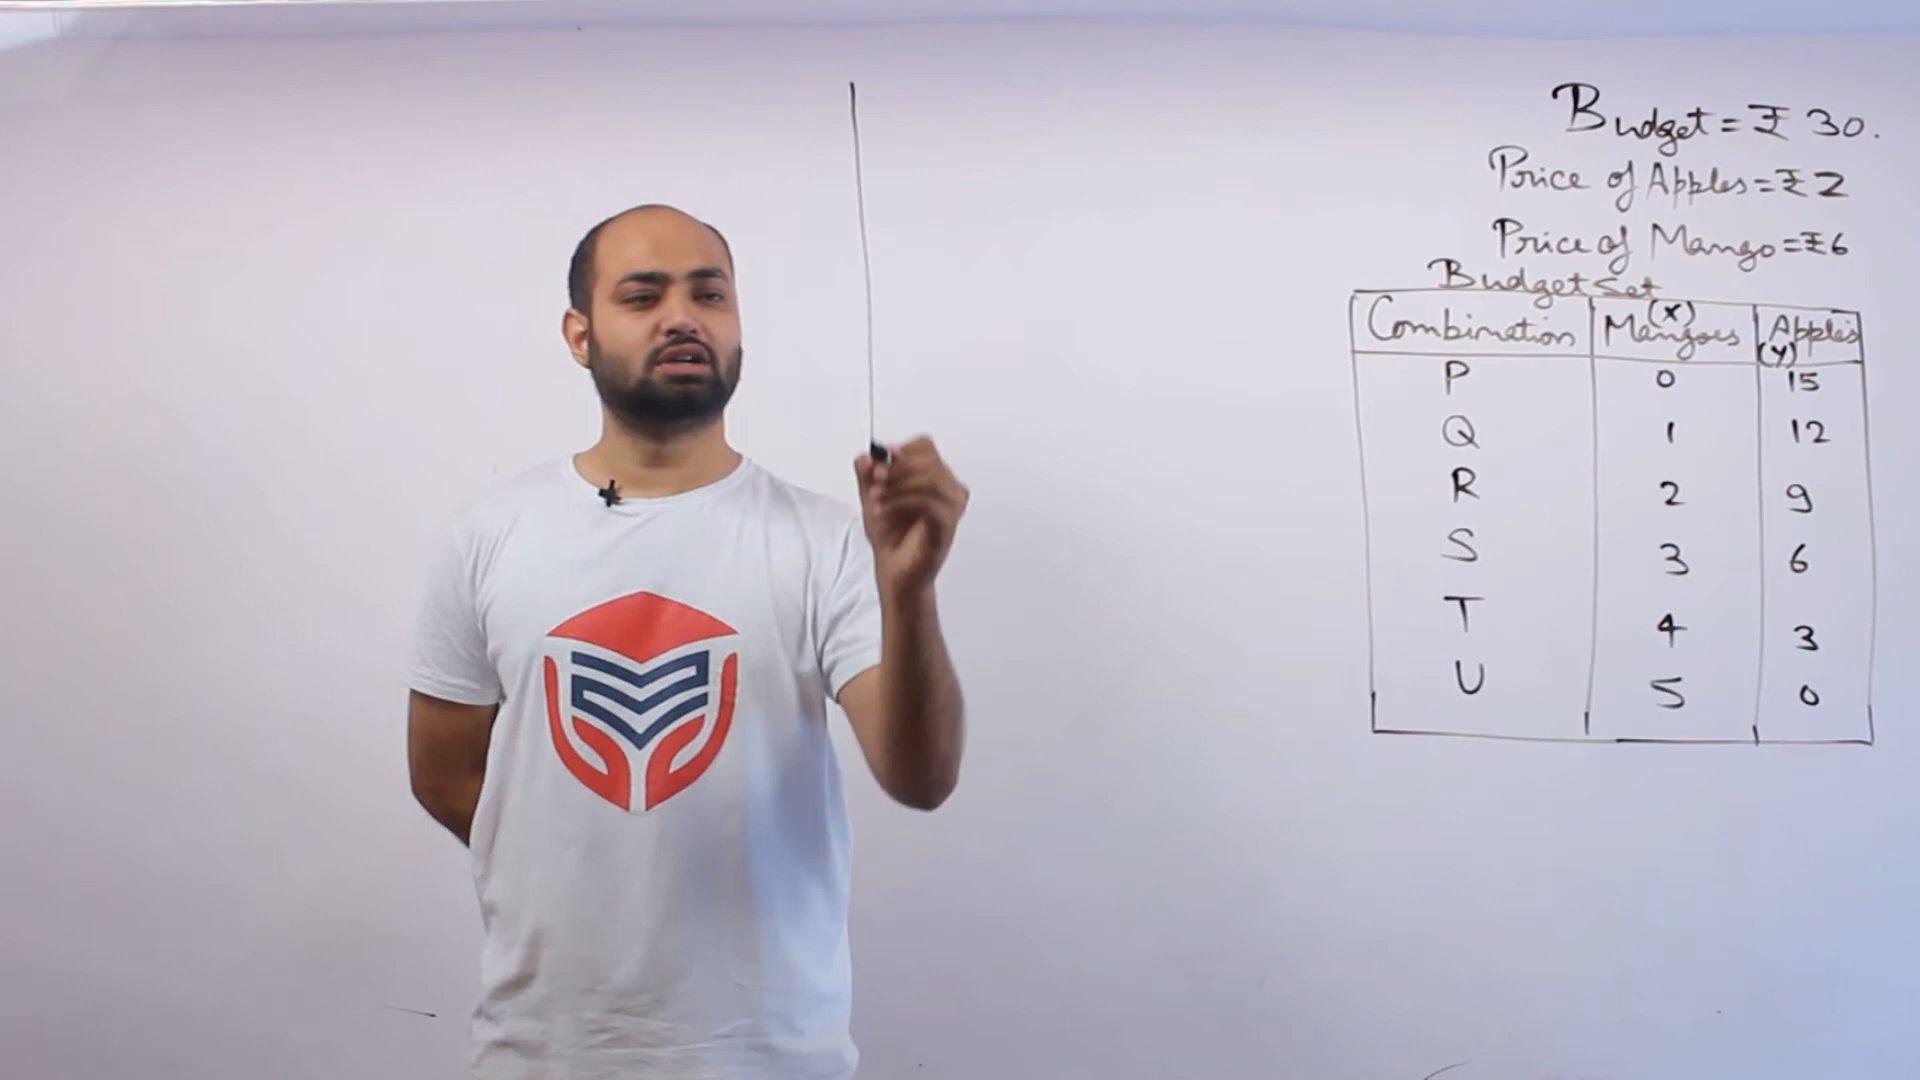 Budget = ₹ 30.
Price of Apples = ₹ 2
Price of Mango = ₹ 6
Budget Set
Combination Mangoes (X) Apples (Y)
P 0 15
Q 1 12
R 2 9
S 3 6
T 4 3
U 5 0